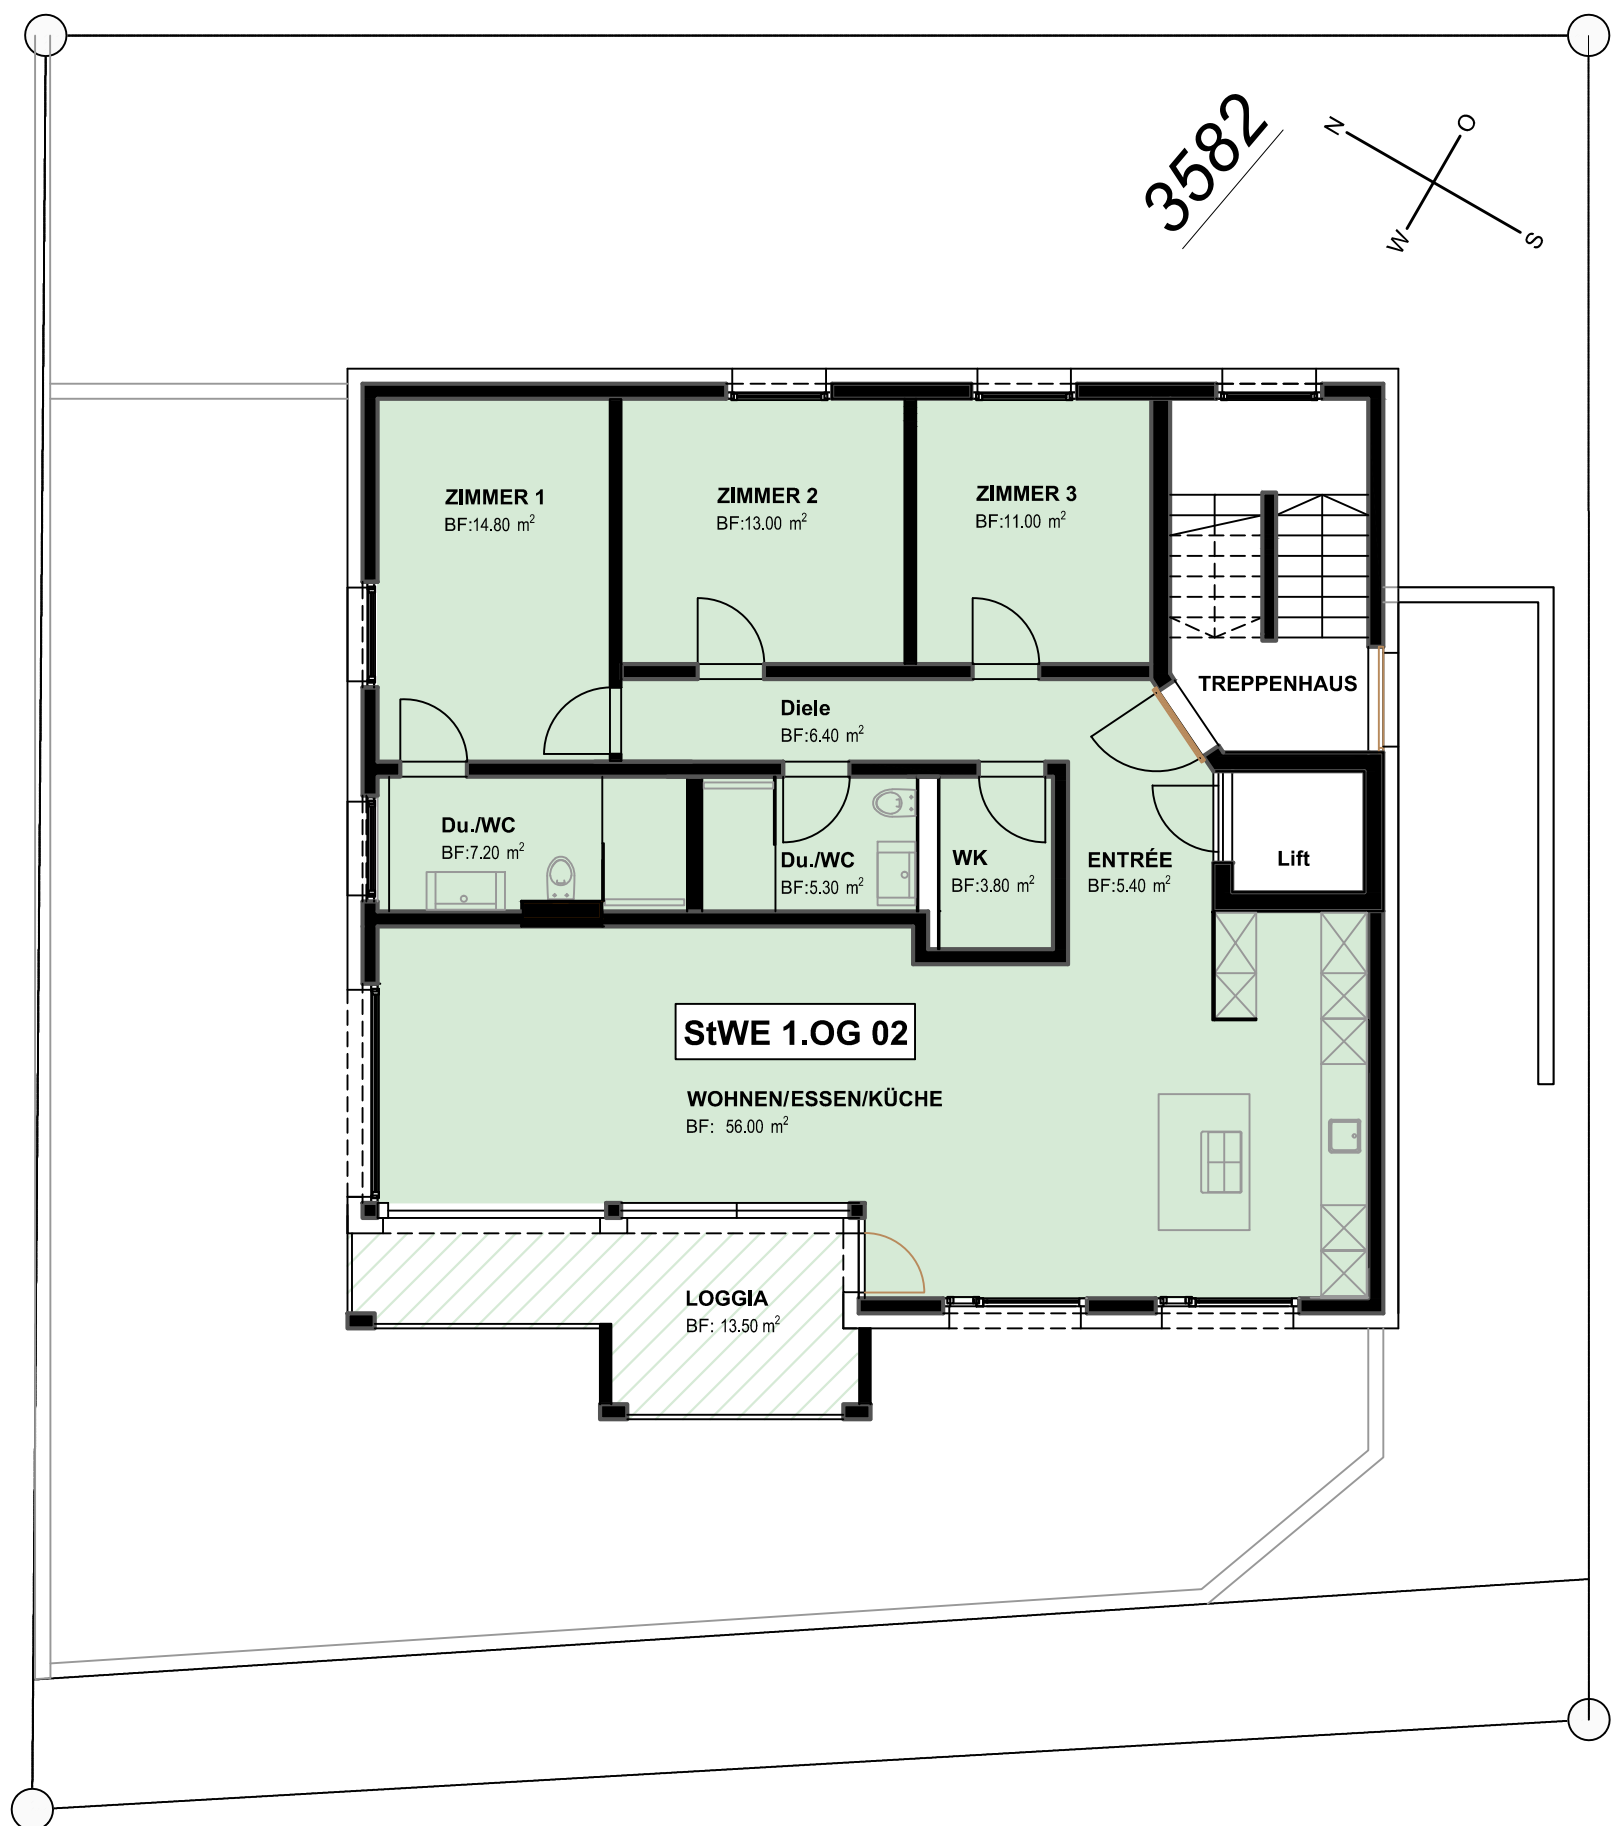 3582
N
O
W
S
ZIMMER 1
BF:14.80 m²
ZIMMER 2
BF:13.00 m²
ZIMMER 3
BF:11.00 m²
TREPPENHAUS
Diele
BF:6.40 m²
Du./WC
BF:7.20 m²
Du./WC
BF:5.30 m²
WK
BF:3.80 m²
ENTRÉE
BF:5.40 m²
Lift
StWE 1.OG 02
WOHNEN/ESSEN/KÜCHE
BF: 56.00 m²
LOGGIA
BF: 13.50 m²